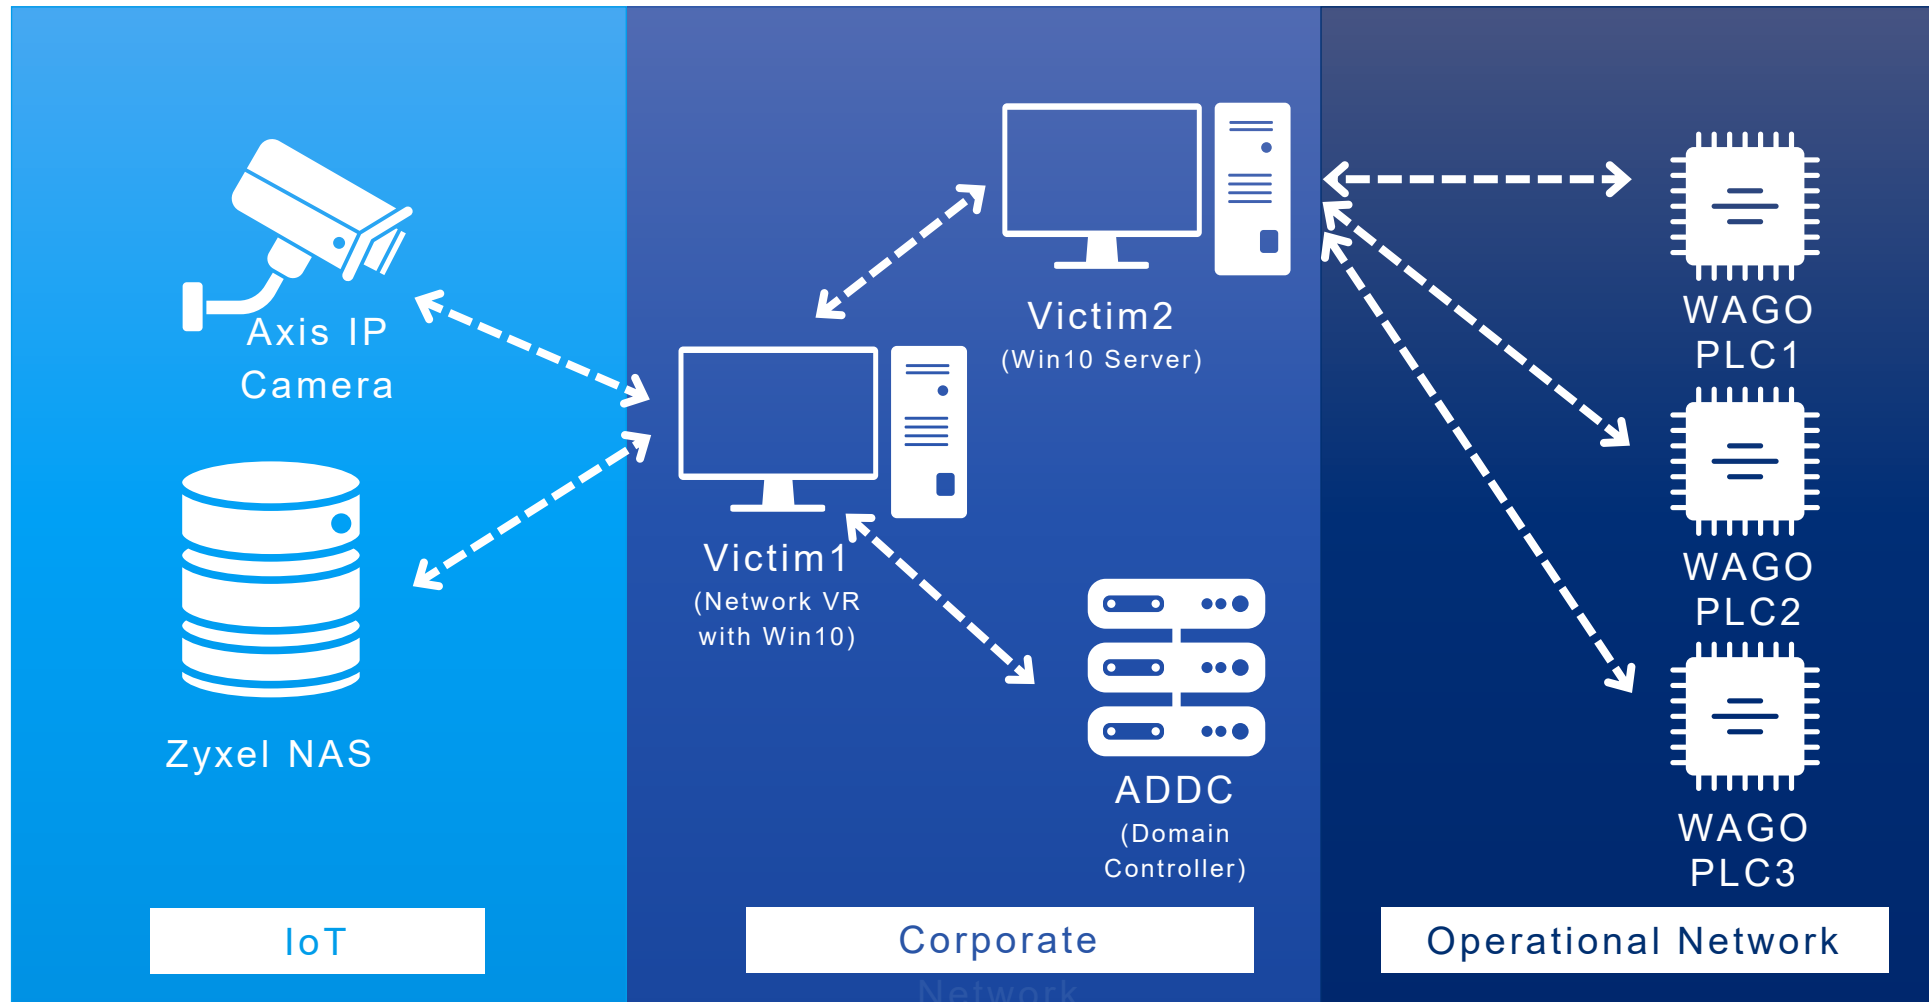 Axis IP
Camera
Zyxel NAS
IoT
Victim2
(Win10 Server)
Victim1
(Network VR
with Win10)
ADDC
(Domain
Controller)
Corporate
Network
WAGO
PLC1
WAGO
PLC2
WAGO
PLC3
Operational Network